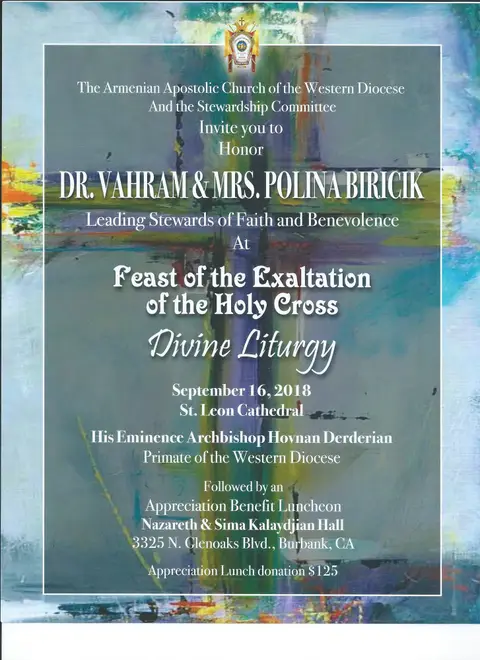 The Armenian Apostolic Church of the Western Diocese
And the Stewardship Committee
Invite you to
Honor
DR. VAHRAM & MRS. POLINA BIRICIK
Leading Stewards of Faith and Benevolence
At
Feast of the Exaltation
of the Holy Cross
Divine Liturgy
September 16, 2018
St. Leon Cathedral
His Eminence Archbishop Hovnan Derderian
Primate of the Western Diocese
Followed by an
Appreciation Benefit Luncheon
Nazareth & Sima Kalaydjian Hall
3325 N. Glenoaks Blvd., Burbank, CA
Appreciation Lunch donation $125